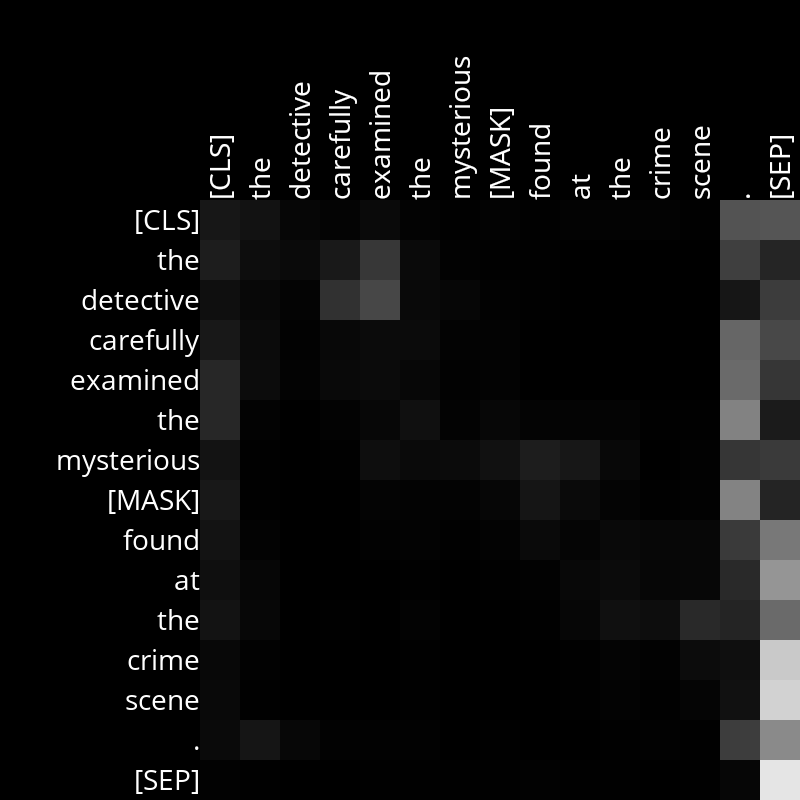 [CLS] the detective carefully examined the mysterious [MASK] found at the crime scene . [SEP]
[CLS]
the
detective
carefully
examined
the
mysterious
[MASK]
found
at
the
crime
scene
.
[SEP]